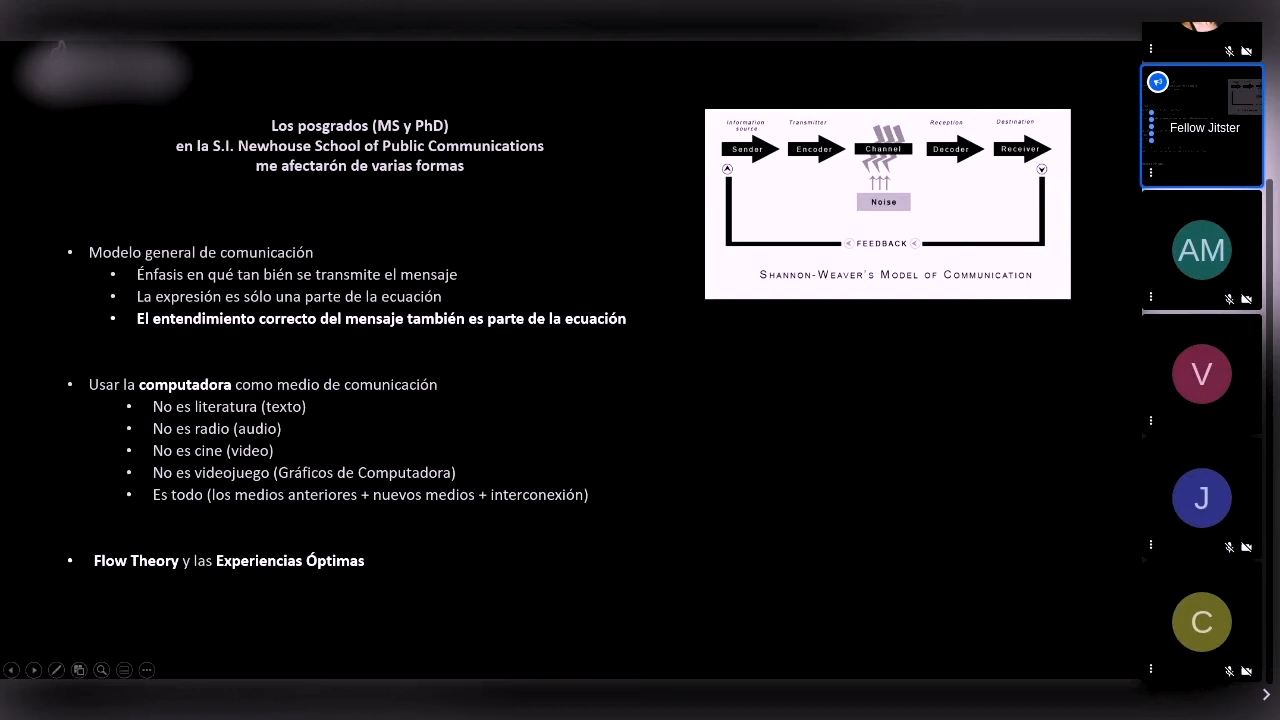 Los posgrados (MS y PhD)
en la S.I. Newhouse School of Public Communications
me afectarón de varias formas
• Modelo general de comunicación
• Énfasis en qué tan bién se transmite el mensaje
• La expresión es sólo una parte de la ecuación
• El entendimiento correcto del mensaje también es parte de la ecuación
• Usar la computadora como medio de comunicación
• No es literatura (texto)
• No es radio (audio)
• No es cine (video)
• No es videojuego (Gráficos de Computadora)
• Es todo (los medios anteriores + nuevos medios + interconexión)
• Flow Theory y las Experiencias Óptimas
Information source
Transmitter
Reception
Destination
Sender
Encoder
Channel
Decoder
Receiver
Noise
FEEDBACK
SHANNON-WEAVER'S MODEL OF COMMUNICATION
Fellow Jitster
AM
V
J
C